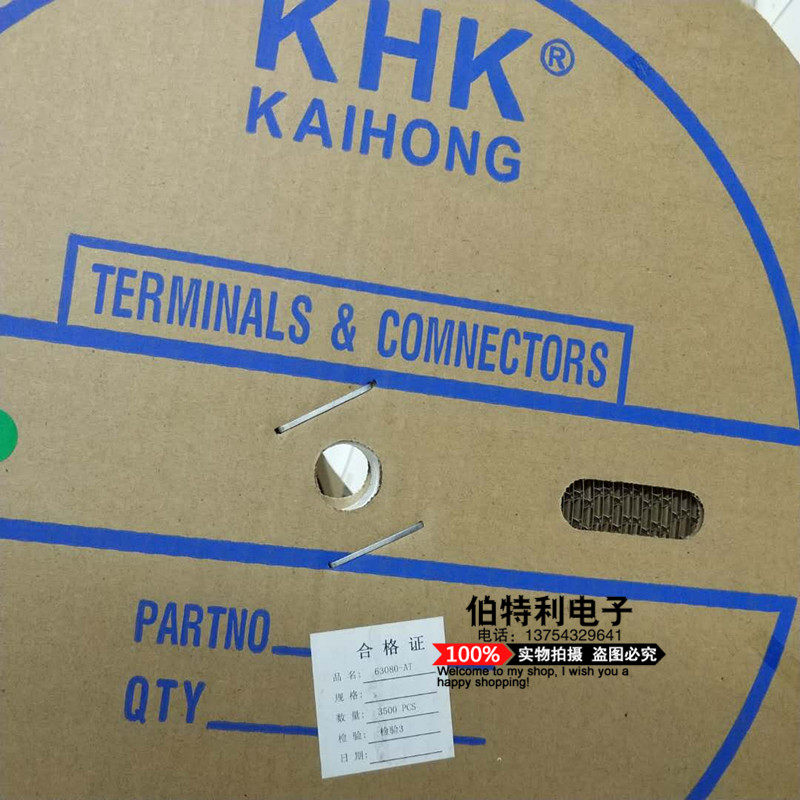 KHK®
KAIHONG
TERMINALS & COMNECTORS
PARTNO
QTY
合格证
品名: 63080-AT
规格:
数量: 3500 PCS
检验: 检验3
日期:
伯特利电子
电话: 13754329641
100% 实物拍摄 盗图必究
Welcome to my shop, I wish you a
happy shopping!